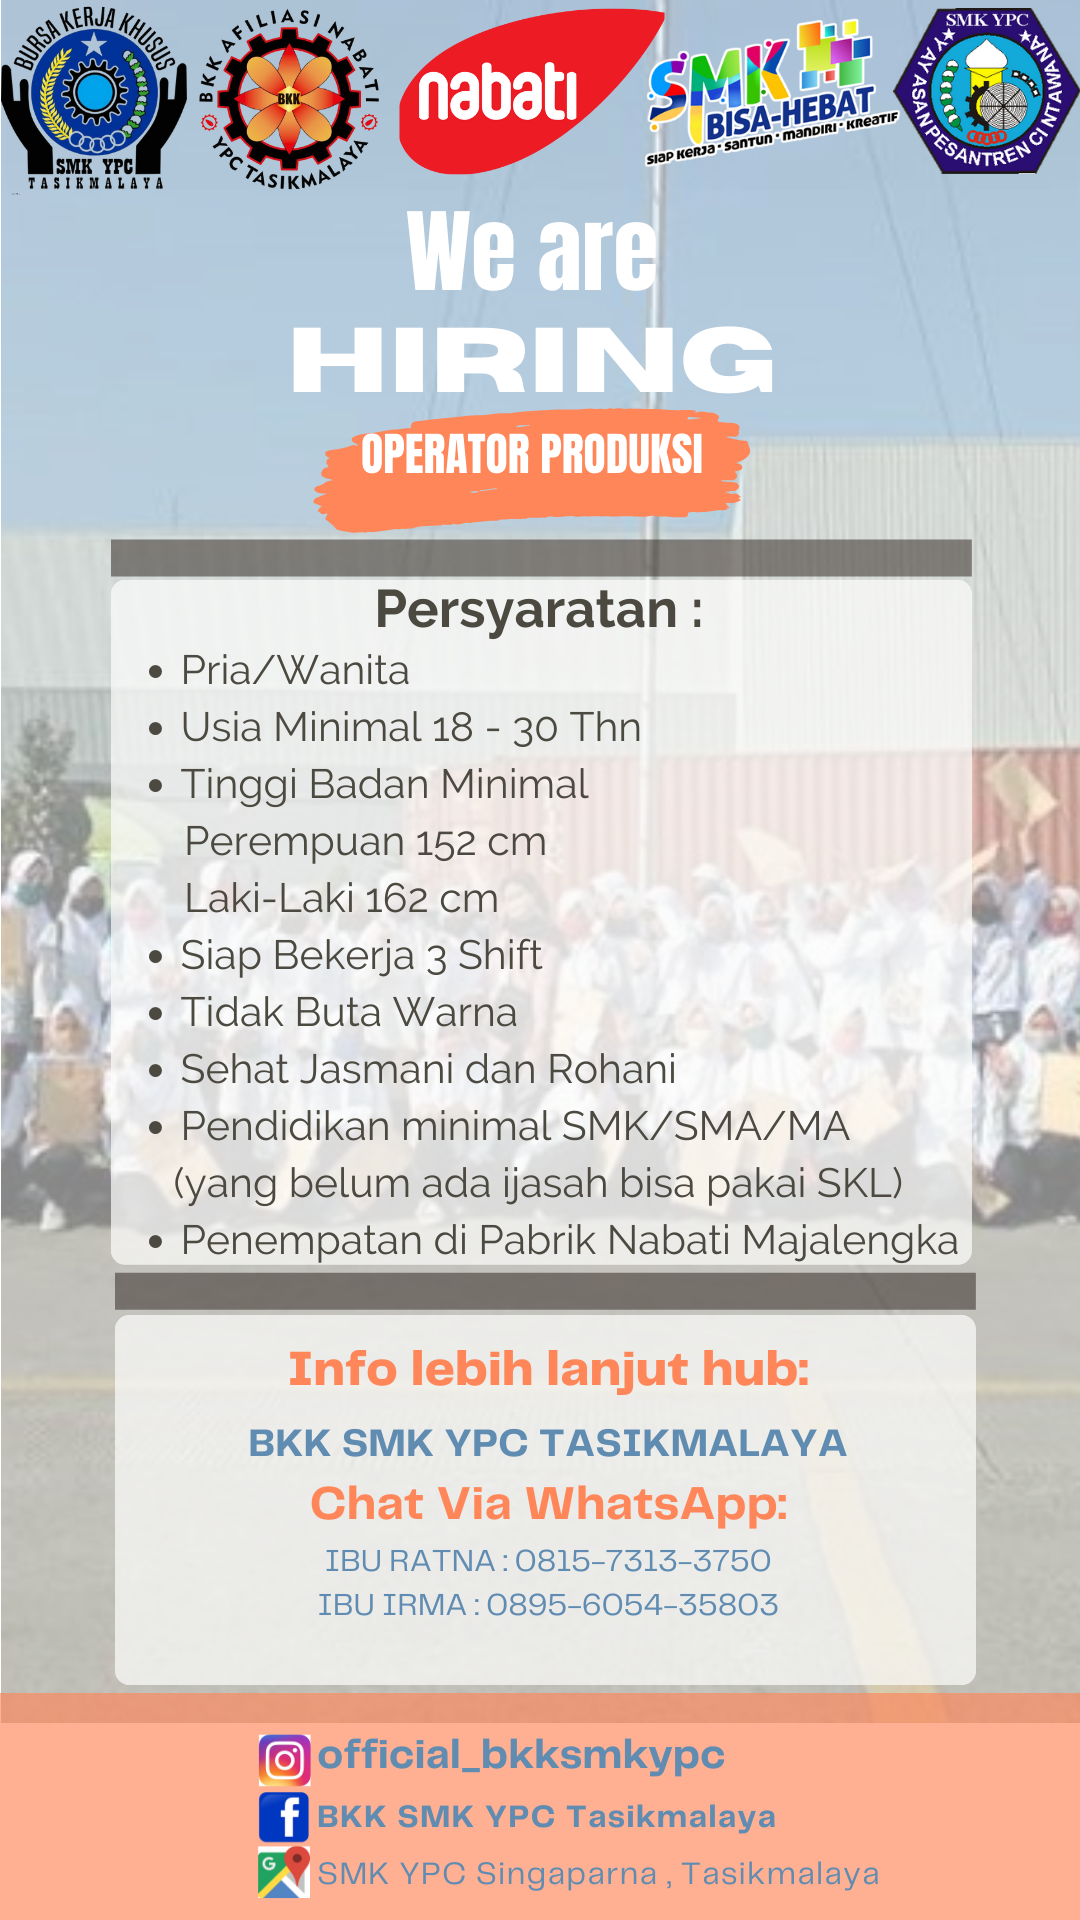 BURSA KERJA KHUSUS
SMK YPC
TASIKMALAYA
BKK AFILIASI NABATI
BKK
YPC TASIKMALAYA
nabati
SMK
BISA-HEBAT
SIAP KERJA · SANTUN · MANDIRI · KREATIF
SMK YPC
YAYASAN PESANTREN CINTAWANA
We are
HIRING
OPERATOR PRODUKSI
Persyaratan :
• Pria/Wanita
• Usia Minimal 18 - 30 Thn
• Tinggi Badan Minimal
Perempuan 152 cm
Laki-Laki 162 cm
• Siap Bekerja 3 Shift
• Tidak Buta Warna
• Sehat Jasmani dan Rohani
• Pendidikan minimal SMK/SMA/MA
(yang belum ada ijasah bisa pakai SKL)
• Penempatan di Pabrik Nabati Majalengka
Info lebih lanjut hub:
BKK SMK YPC TASIKMALAYA
Chat Via WhatsApp:
IBU RATNA : 0815-7313-3750
IBU IRMA : 0895-6054-35803
official_bkksmkypc
BKK SMK YPC Tasikmalaya
SMK YPC Singaparna , Tasikmalaya